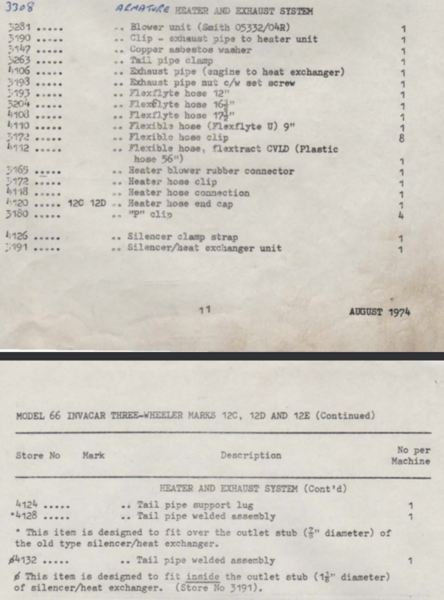 3308 ARMATURE HEATER AND EXHAUST SYSTEM
3281 ..... .. Blower unit (Smith 05332/04R) 1
3190 ..... .. Clip - exhaust pipe to heater unit 1
3147 ..... .. Copper asbestos washer 1
3263 ..... .. Tail pipe clamp 1
4106 ..... .. Exhaust pipe (engine to heat exchanger) 1
3198 ..... .. Exhaust pipe nut c/w set screw 1
3193 ..... .. Flexflyte hose 12" 1
3204 ..... .. Flexflyte hose 16½" 1
4108 ..... .. Flexflyte hose 17½" 1
4110 ..... .. Flexible hose (Flexflyte U) 9" 1
3172 ..... .. Flexible hose clip 8
4112 ..... .. Flexible hose, flextract CVLD (Plastic
hose 56") 1
3165 ..... .. Heater blower rubber connector 1
3172 ..... .. Heater hose clip 1
4118 ..... .. Heater hose connection 1
4120 ..... 12C 12D .. Heater hose end cap 1
3180 ..... .. "P" clip 4
4126 ..... .. Silencer clamp strap 1
3191 ..... .. Silencer/heat exchanger unit 1
11 AUGUST 1974
MODEL 66 INVACAR THREE-WHEELER MARKS 12C, 12D AND 12E (Continued)
Store No Mark Description No per
Machine
HEATER AND EXHAUST SYSTEM (Cont'd)
4124 ..... .. Tail pipe support lug 1
*4128 ..... .. Tail pipe welded assembly 1
* This item is designed to fit over the outlet stub (⅞" diameter) of
the old type silencer/heat exchanger.
ø4132 ..... .. Tail pipe welded assembly 1
ø This item is designed to fit inside the outlet stub (1⅛" diameter)
of silencer/heat exchanger. (Store No 3191).